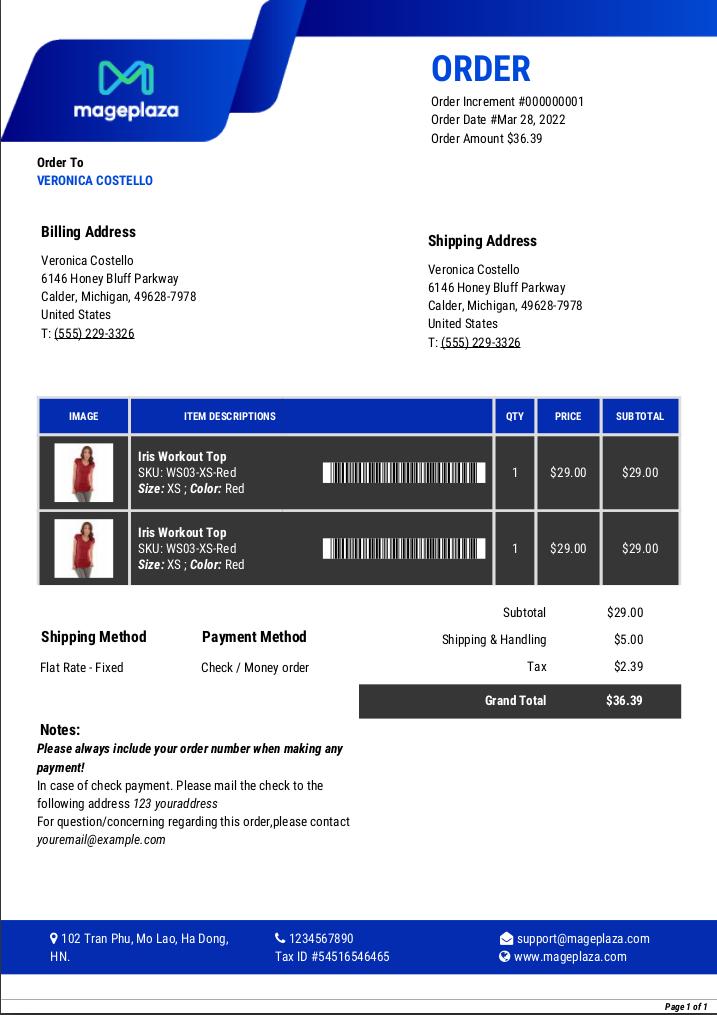 mageplaza
ORDER
Order Increment #000000001
Order Date #Mar 28, 2022
Order Amount $36.39
Order To
VERONICA COSTELLO
Billing Address
Veronica Costello
6146 Honey Bluff Parkway
Calder, Michigan, 49628-7978
United States
T: (555) 229-3326
Shipping Address
Veronica Costello
6146 Honey Bluff Parkway
Calder, Michigan, 49628-7978
United States
T: (555) 229-3326
IMAGE ITEM DESCRIPTIONS QTY PRICE SUBTOTAL
Iris Workout Top
SKU: WS03-XS-Red 1 $29.00 $29.00
Size: XS ; Color: Red
Iris Workout Top
SKU: WS03-XS-Red 1 $29.00 $29.00
Size: XS ; Color: Red
Subtotal $29.00
Shipping & Handling $5.00
Tax $2.39
Grand Total $36.39
Shipping Method
Flat Rate - Fixed
Payment Method
Check / Money order
Notes:
Please always include your order number when making any
payment!
In case of check payment. Please mail the check to the
following address 123 youraddress
For question/concerning regarding this order,please contact
youremail@example.com
102 Tran Phu, Mo Lao, Ha Dong,
HN.
1234567890
Tax ID #54516546465
support@mageplaza.com
www.mageplaza.com
Page 1 of 1